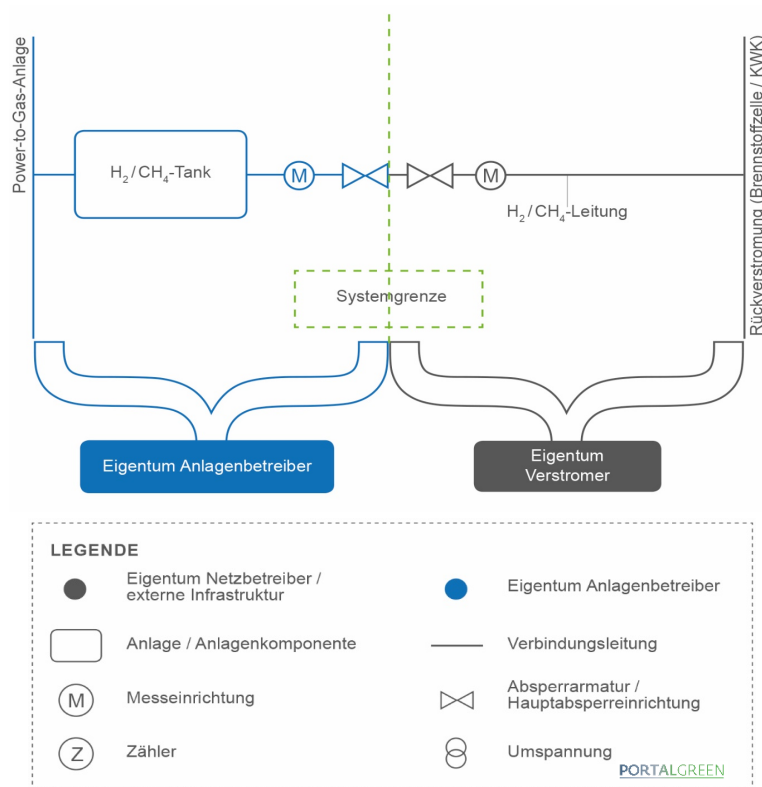 Power-to-Gas-Anlage
H₂/CH₄-Tank
M
M
H₂/CH₄-Leitung
Rückverstromung (Brennstoffzelle / KWK)
Systemgrenze
Eigentum Anlagenbetreiber
Eigentum
Verstromer
LEGENDE
Eigentum Netzbetreiber /
externe Infrastruktur
Eigentum Anlagenbetreiber
Anlage / Anlagenkomponente
Verbindungsleitung
M
Messeinrichtung
Absperrarmatur /
Hauptabsperreinrichtung
Z
Zähler
Umspannung
PORTALGREEN